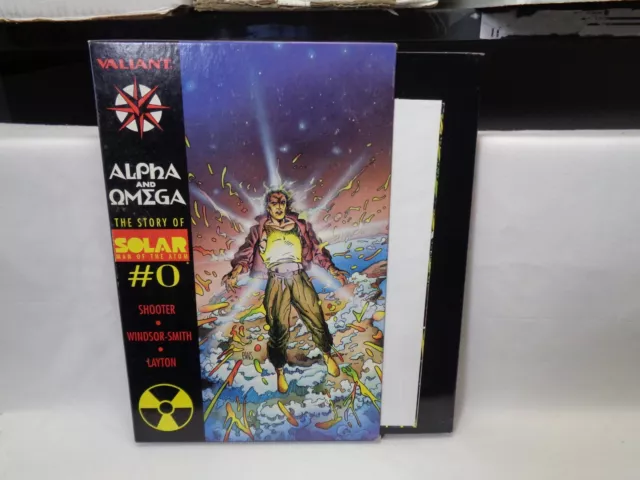 VALIANT
ALPHA
AND
OMEGA
THE STORY OF
SOLAR
MAN OF THE ATOM
#0
SHOOTER
•
WINDSOR-SMITH
•
LAYTON